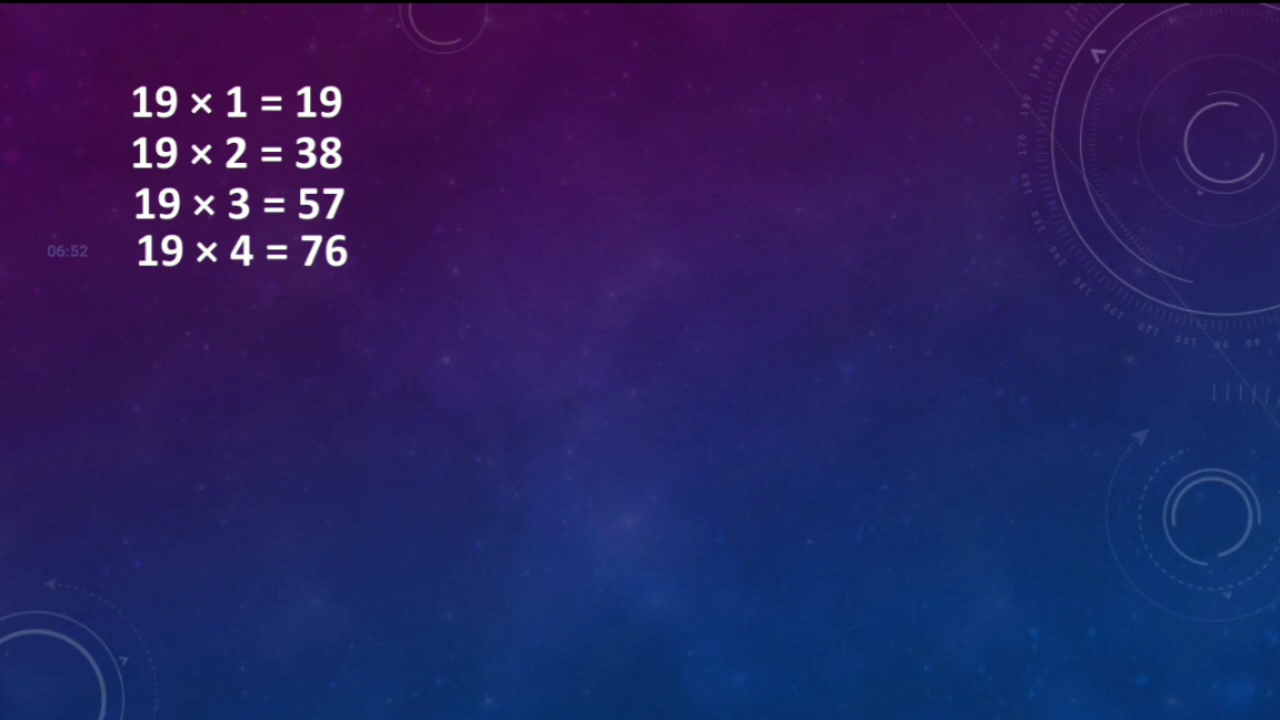 19 × 1 = 19
19 × 2 = 38
19 × 3 = 57
06:52 19 × 4 = 76